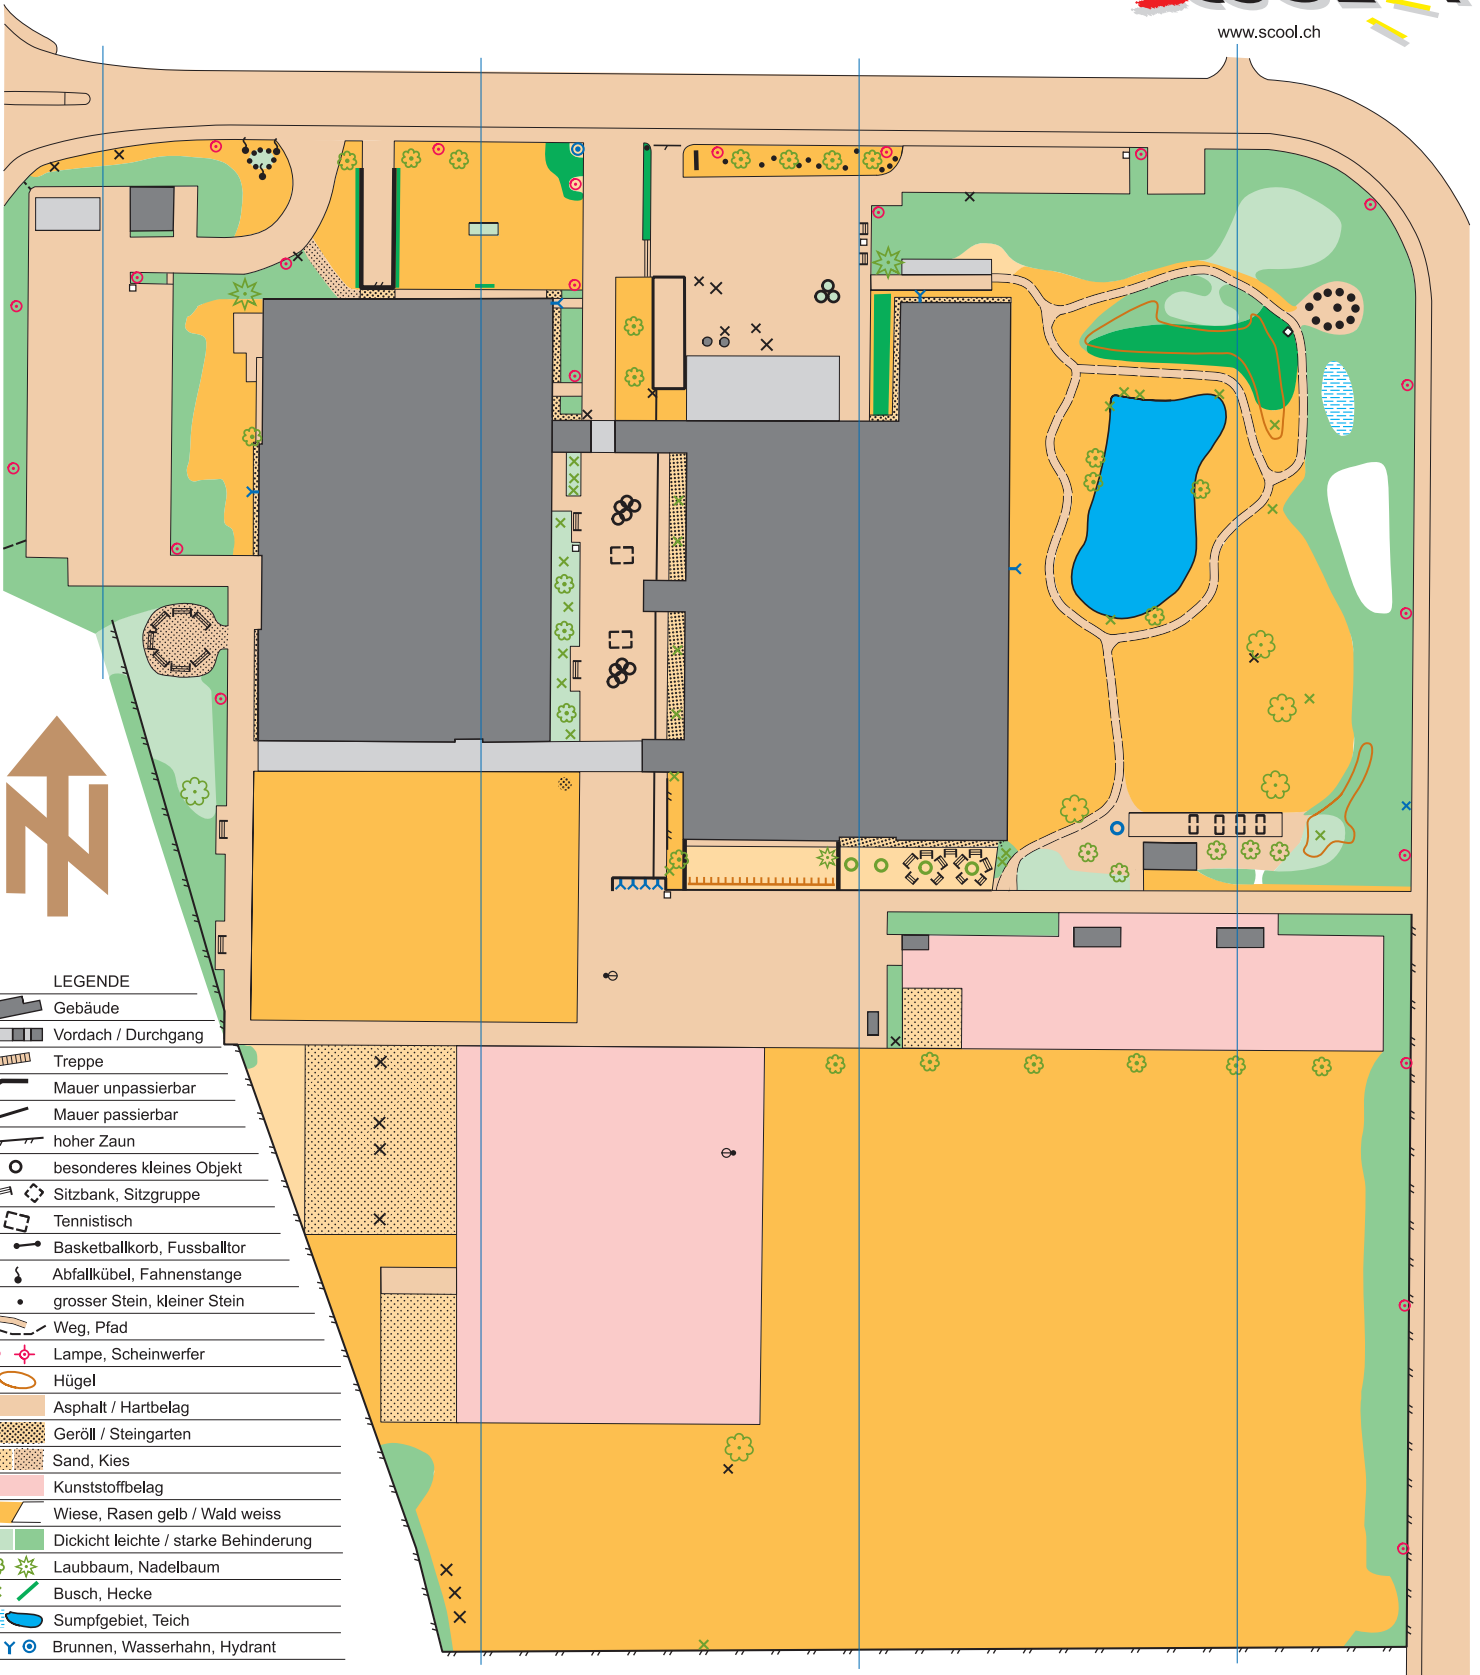 www.scool.ch
LEGENDE
Gebäude
Vordach / Durchgang
Treppe
Mauer unpassierbar
Mauer passierbar
hoher Zaun
besonderes kleines Objekt
Sitzbank, Sitzgruppe
Tennistisch
Basketballkorb, Fussballtor
Abfallkübel, Fahnenstange
grosser Stein, kleiner Stein
Weg, Pfad
Lampe, Scheinwerfer
Hügel
Asphalt / Hartbelag
Geröll / Steingarten
Sand, Kies
Kunststoffbelag
Wiese, Rasen gelb / Wald weiss
Dickicht leichte / starke Behinderung
Laubbaum, Nadelbaum
Busch, Hecke
Sumpfgebiet, Teich
Brunnen, Wasserhahn, Hydrant